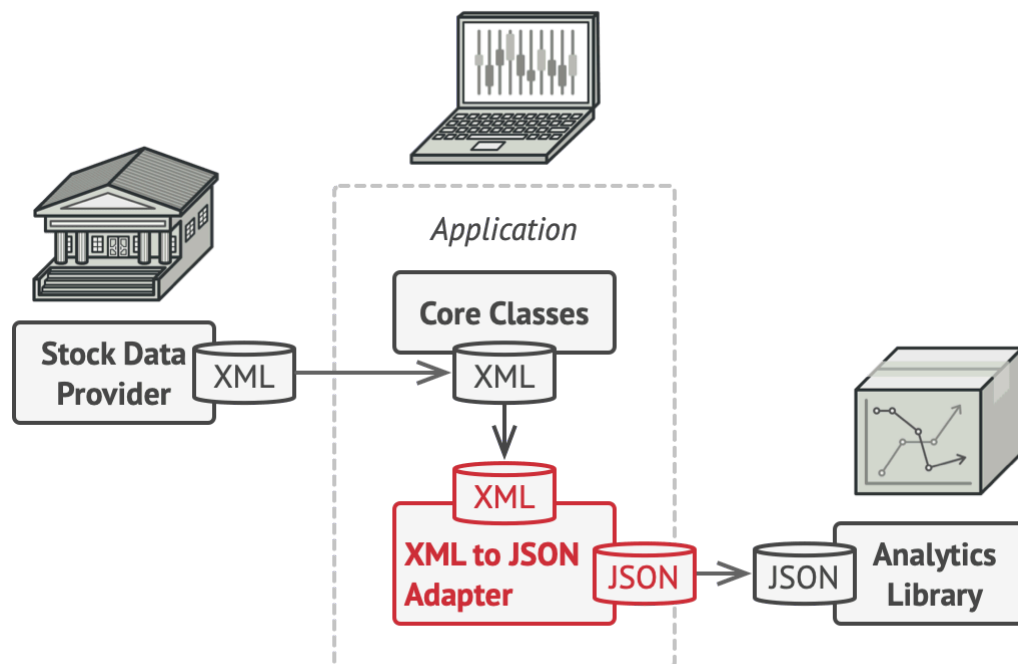 Application
Core Classes
XML
Stock Data
Provider
XML
XML
XML to JSON
Adapter
JSON
JSON
Analytics
Library